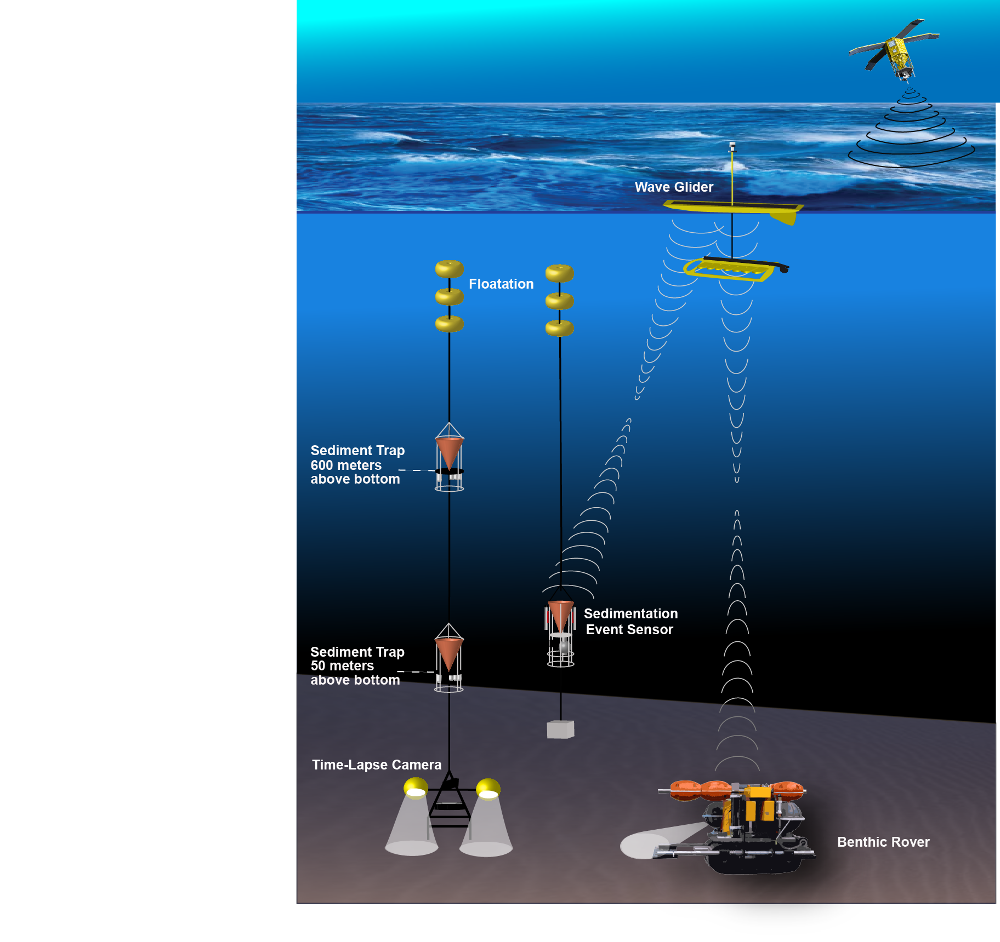 Wave Glider
Floatation
Sediment Trap
600 meters
above bottom
Sedimentation
Event Sensor
Sediment Trap
50 meters
above bottom
Time-Lapse Camera
Benthic Rover